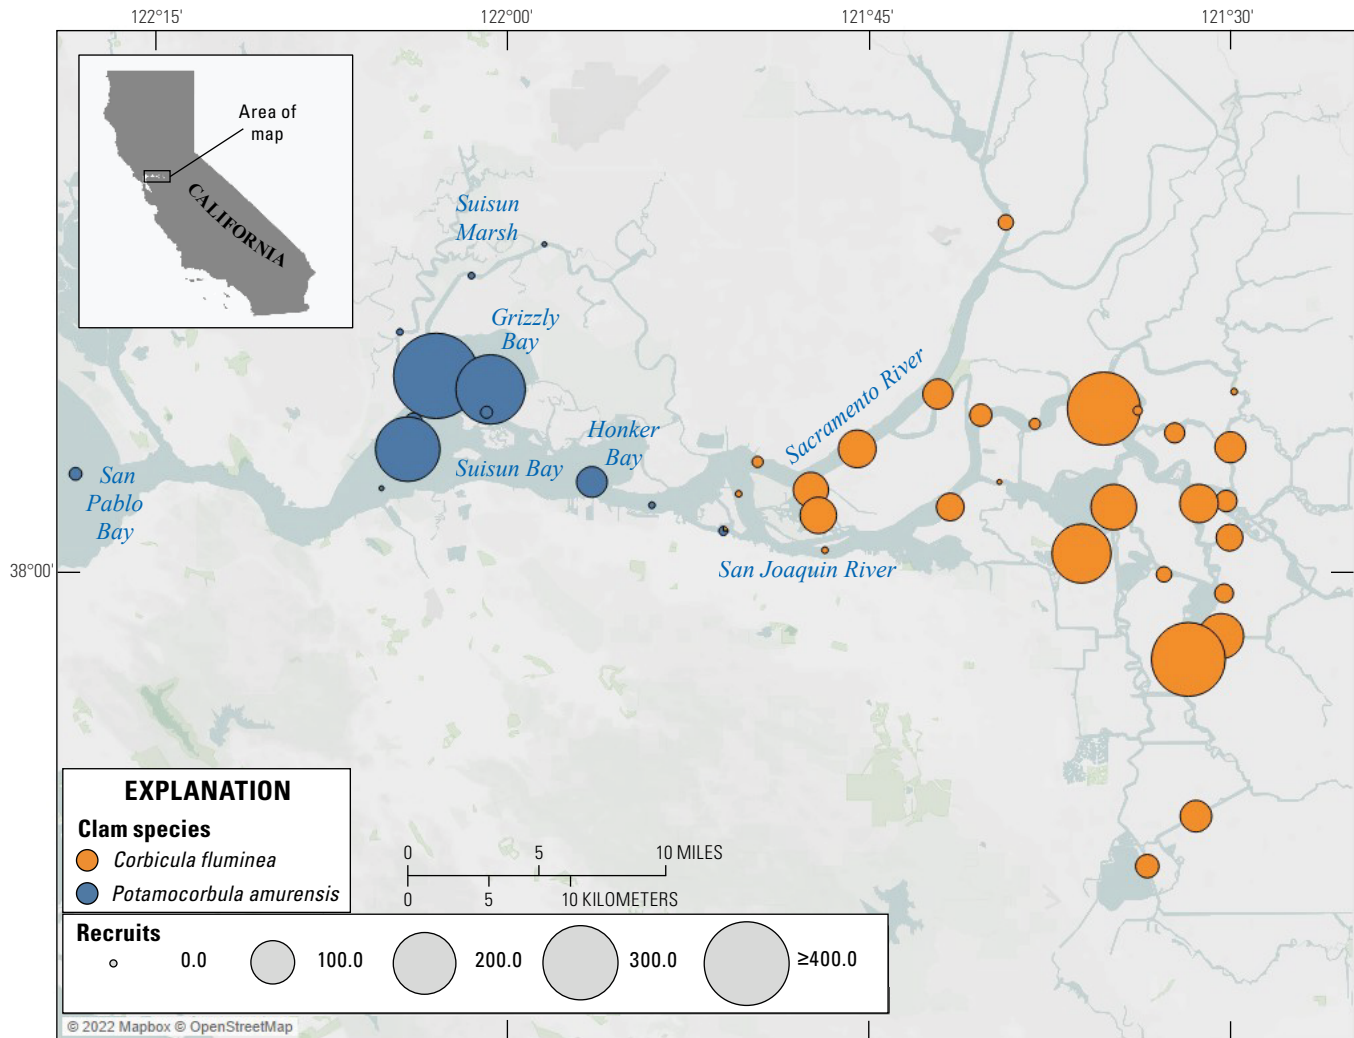 122°15'
122°00'
121°45'
121°30'
Area of
map
CALIFORNIA
Suisun
Marsh
Grizzly
Bay
Sacramento River
Honker
Bay
Suisun Bay
San
Pablo
Bay
38°00'
San Joaquin River
EXPLANATION
Clam species
Corbicula fluminea
Potamocorbula amurensis
0 5 10 MILES
0 5 10 KILOMETERS
Recruits
0.0 100.0 200.0 300.0 ≥400.0
© 2022 Mapbox © OpenStreetMap